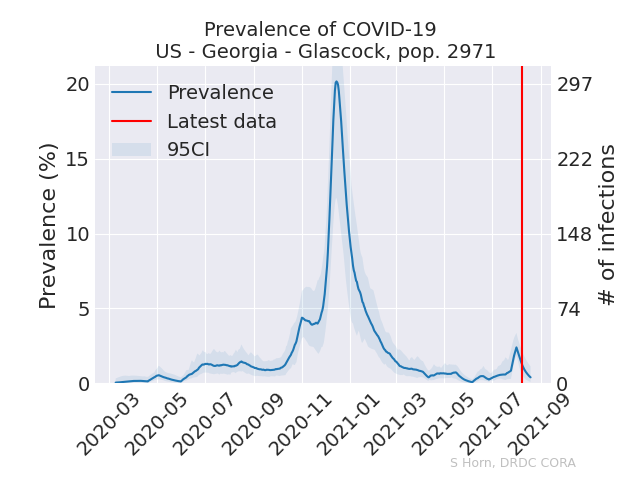 Prevalence of COVID-19
US - Georgia - Glascock, pop. 2971
Prevalence
Latest data
95CI
Prevalence (%)
20
15
10
5
0
297
222
148
74
0
# of infections
2020-03
2020-05
2020-07
2020-09
2020-11
2021-01
2021-03
2021-05
2021-07
2021-09
S Horn, DRDC CORA